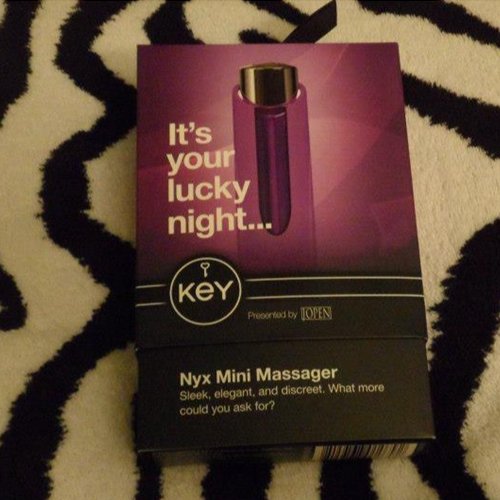 It's
your
lucky
night...
KeY
Presented by JOPEN
Nyx Mini Massager
Sleek, elegant, and discreet. What more
could you ask for?